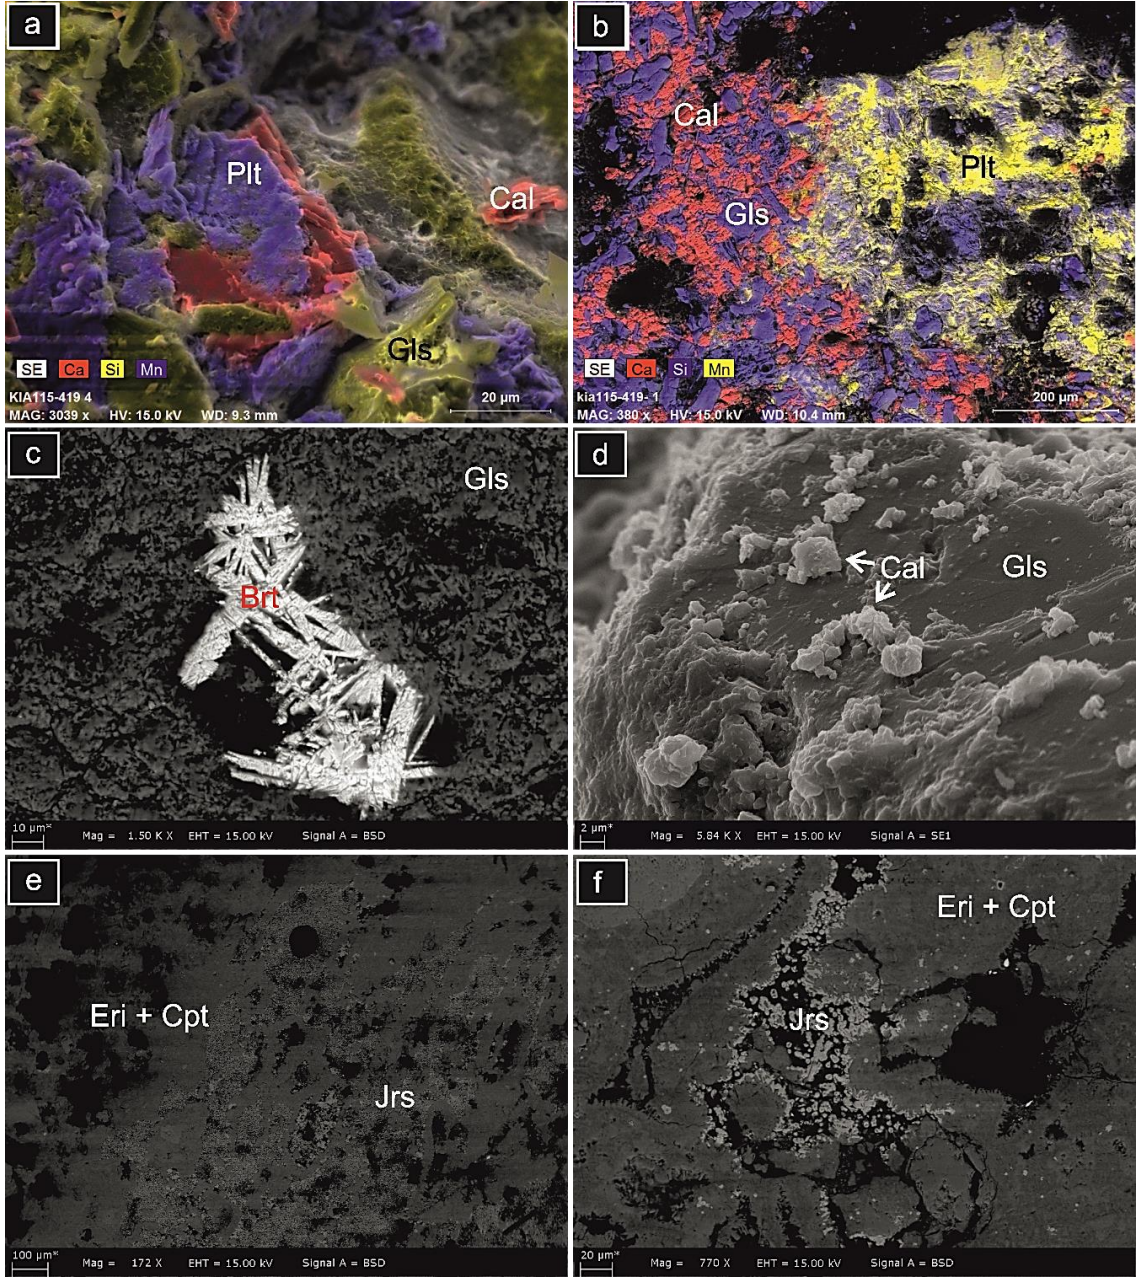 a
Plt
Cal
Gls
SE Ca Si Mn
KIA115-419 4
MAG: 3039 x HV: 15.0 kV WD: 9.3 mm
20 µm
b
Cal
Plt
Gls
SE Ca Si Mn
kia115-419- 1
MAG: 380 x HV: 15.0 kV WD: 10.4 mm
200 µm
c
Gls
Brt
10 µm*
Mag = 1.50 K X EHT = 15.00 kV Signal A = BSD
d
Cal
Gls
2 µm*
Mag = 5.84 K X EHT = 15.00 kV Signal A = SE1
e
Eri + Cpt
Jrs
100 µm*
Mag = 172 X EHT = 15.00 kV Signal A = BSD
f
Eri + Cpt
Jrs
20 µm*
Mag = 770 X EHT = 15.00 kV Signal A = BSD